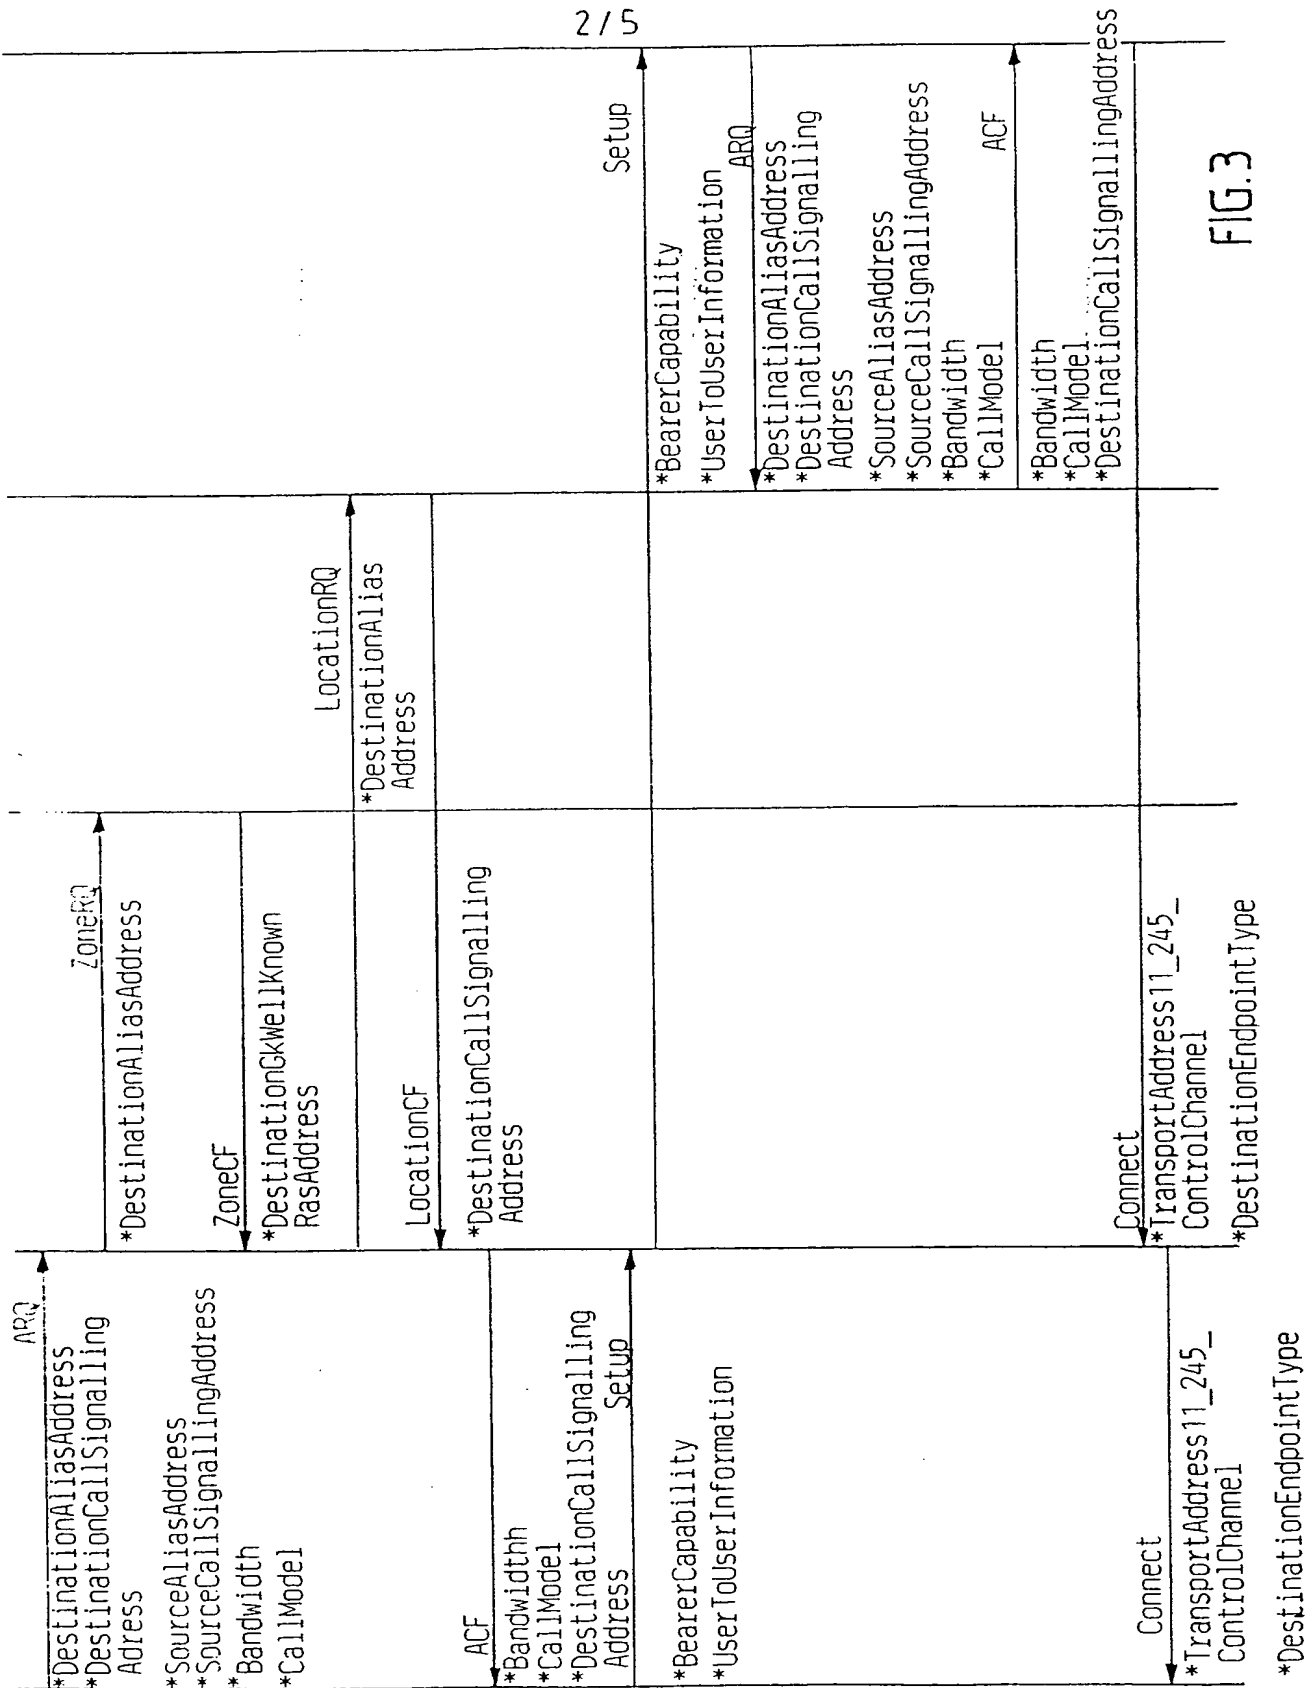 2/5
ARQ
*DestinationAliasAddress
*DestinationCallSignalling
Adress
*SourceAliasAddress
*SourceCallSignallingAddress
*Bandwidth
*CallModel
ZoneRQ
*DestinationAliasAddress
ZoneCF
*DestinationGkWellKnown
RasAddress
LocationRQ
*DestinationAlias
Address
LocationCF
*DestinationCallSignalling
Address
ACF
*Bandwidthh
*CallModel
*DestinationCallSignalling
Address
Setup
*BearerCapability
*UserToUserInformation
Setup
*BearerCapability
*UserToUserInformation
ARQ
*DestinationAliasAddress
*DestinationCallSignalling
Address
*SourceAliasAddress
*SourceCallSignallingAddress
*Bandwidth
*CallModel
ACF
*Bandwidth
*CallModel
*DestinationCallSignallingAddress
Connect
*TransportAddress11_245_
ControlChannel
*DestinationEndpointType
Connect
*TransportAddress11_245_
ControlChannel
*DestinationEndpointType
FIG.3